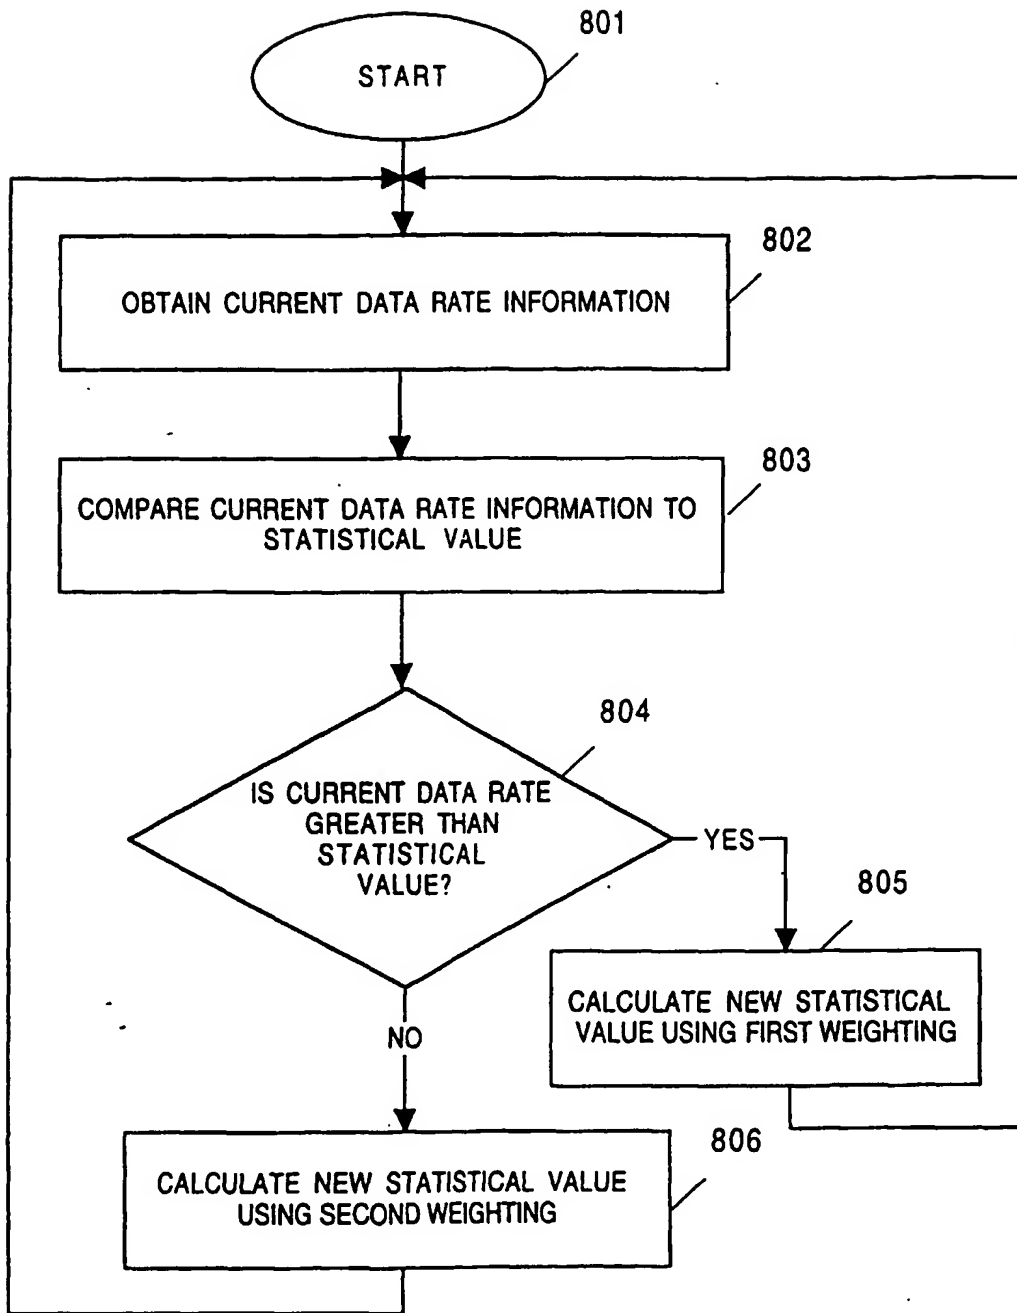 801
START
802
OBTAIN CURRENT DATA RATE INFORMATION
803
COMPARE CURRENT DATA RATE INFORMATION TO
STATISTICAL VALUE
804
IS CURRENT DATA RATE
GREATER THAN
STATISTICAL
VALUE?
YES
805
CALCULATE NEW STATISTICAL
VALUE USING FIRST WEIGHTING
NO
806
CALCULATE NEW STATISTICAL VALUE
USING SECOND WEIGHTING